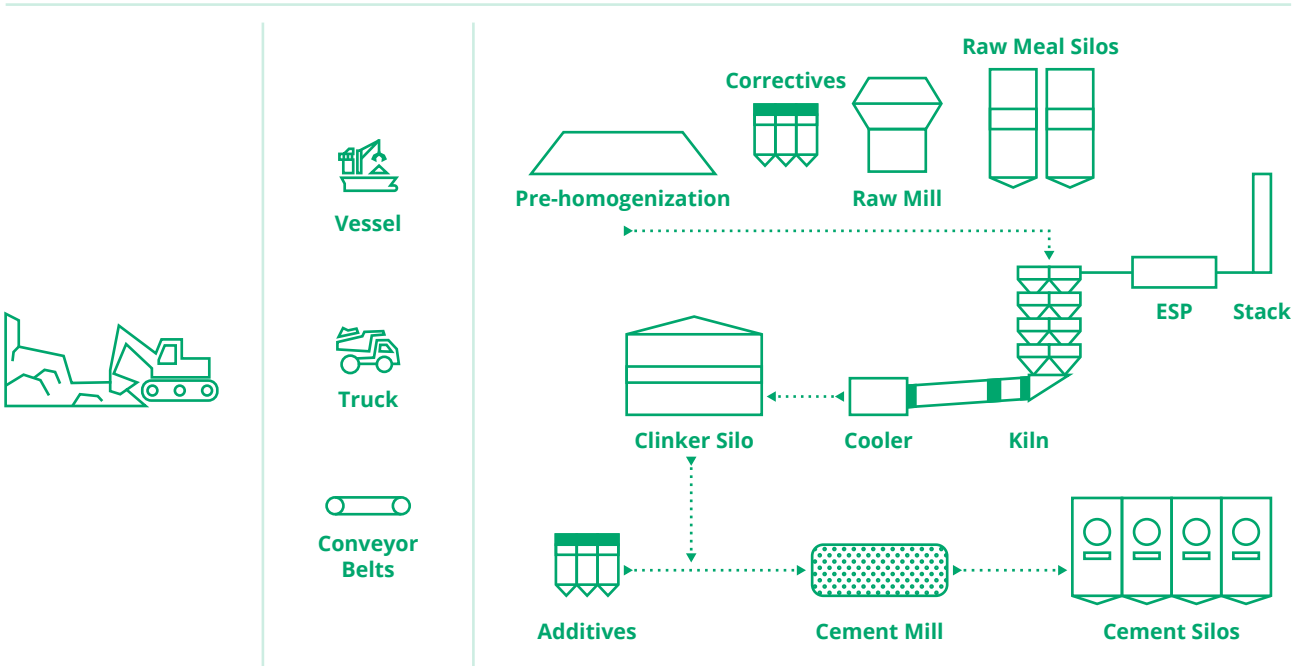 Raw Meal Silos
Correctives
Pre-homogenization
Raw Mill
Vessel
ESP
Stack
Truck
Clinker Silo
Cooler
Kiln
Conveyor
Belts
Additives
Cement Mill
Cement Silos